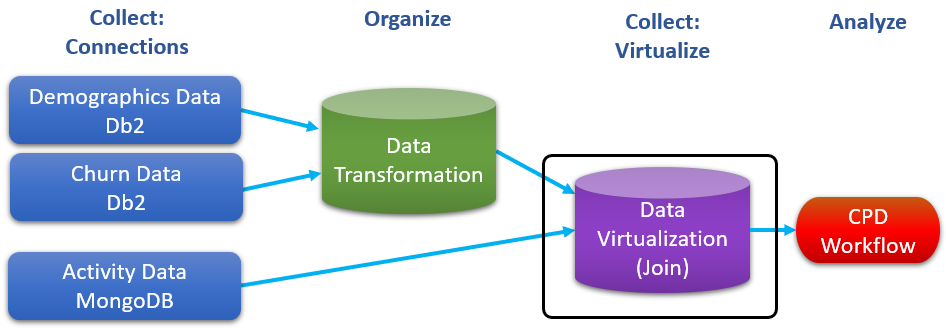 Collect:
Connections
Organize
Collect:
Virtualize
Analyze
Demographics Data
Db2
Churn Data
Db2
Activity Data
MongoDB
Data
Transformation
Data
Virtualization
(Join)
CPD
Workflow